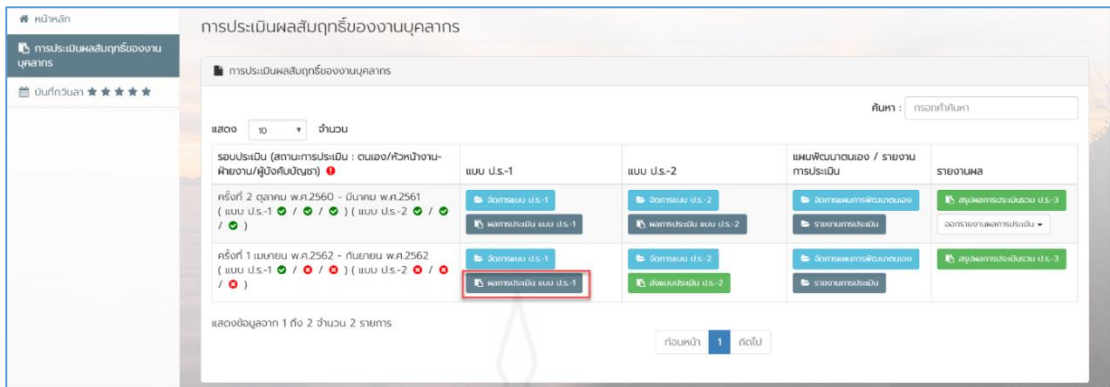 หน้าหลัก
การประเมินผลสัมฤทธิ์ของงาน
บุคลากร
บันทึกวันลา
การประเมินผลสัมฤทธิ์ของงานบุคลากร
การประเมินผลสัมฤทธิ์ของงานบุคลากร
ค้นหา : กรอกคำค้นหา
แสดง 10 จำนวน
รอบประเมิน (สถานะการประเมิน : ตนเอง/หัวหน้างาน-
ฝ่ายงาน/ผู้บังคับบัญชา)
แบบ ป.ร.-1
แบบ ป.ร.-2
แผนพัฒนาตนเอง / รายงาน
การประเมิน
รายงานผล
ครั้งที่ 2 ตุลาคม พ.ศ.2560 - มีนาคม พ.ศ.2561
( แบบ ป.ร.-1 / / ) ( แบบ ป.ร.-2 /
/ )
จัดการแบบ ป.ร.-1
ผลการประเมิน แบบ ป.ร.-1
จัดการแบบ ป.ร.-2
ผลการประเมิน แบบ ป.ร.-2
จัดการแผนการพัฒนาตนเอง
รายงานการประเมิน
สรุปผลการประเมินรวม ป.ร.-3
ออกรายงานผลการประเมิน
ครั้งที่ 1 เมษายน พ.ศ.2562 - กันยายน พ.ศ.2562
( แบบ ป.ร.-1 / / ) ( แบบ ป.ร.-2 /
/ )
จัดการแบบ ป.ร.-1
ผลการประเมิน แบบ ป.ร.-1
จัดการแบบ ป.ร.-2
ส่งแบบประเมิน ป.ร.-2
จัดการแผนการพัฒนาตนเอง
รายงานการประเมิน
สรุปผลการประเมินรวม ป.ร.-3
แสดงข้อมูลจาก 1 ถึง 2 จำนวน 2 รายการ
ก่อนหน้า 1 ถัดไป